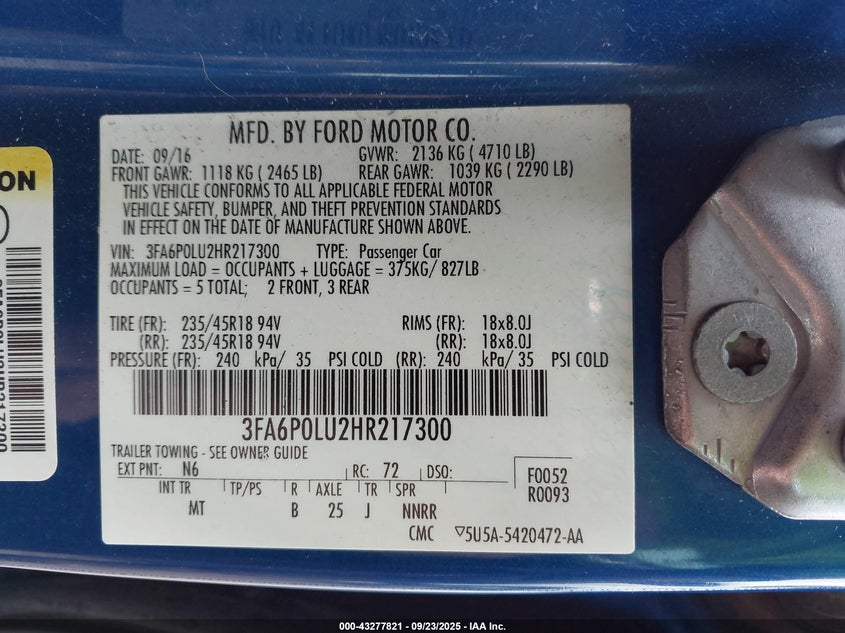 MFD. BY FORD MOTOR CO.
DATE: 09/16 GVWR: 2136 KG ( 4710 LB)
FRONT GAWR: 1118 KG ( 2465 LB) REAR GAWR: 1039 KG ( 2290 LB)
THIS VEHICLE CONFORMS TO ALL APPLICABLE FEDERAL MOTOR
VEHICLE SAFETY, BUMPER, AND THEFT PREVENTION STANDARDS
IN EFFECT ON THE DATE OF MANUFACTURE SHOWN ABOVE.
VIN: 3FA6P0LU2HR217300 TYPE: Passenger Car
MAXIMUM LOAD = OCCUPANTS + LUGGAGE = 375KG/ 827LB
OCCUPANTS = 5 TOTAL; 2 FRONT, 3 REAR
TIRE (FR): 235/45R18 94V RIMS (FR): 18x8.0J
(RR): 235/45R18 94V (RR): 18x8.0J
PRESSURE (FR): 240 kPa/ 35 PSI COLD (RR): 240 kPa/ 35 PSI COLD
3FA6P0LU2HR217300
TRAILER TOWING - SEE OWNER GUIDE
EXT PNT: N6 RC: 72 DSO: F0052
R0093
INT TR TP/PS R AXLE TR SPR
MT B 25 J NNRR
CMC ▽5U5A-5420472-AA
000-43277821 - 09/23/2025 - IAA Inc.